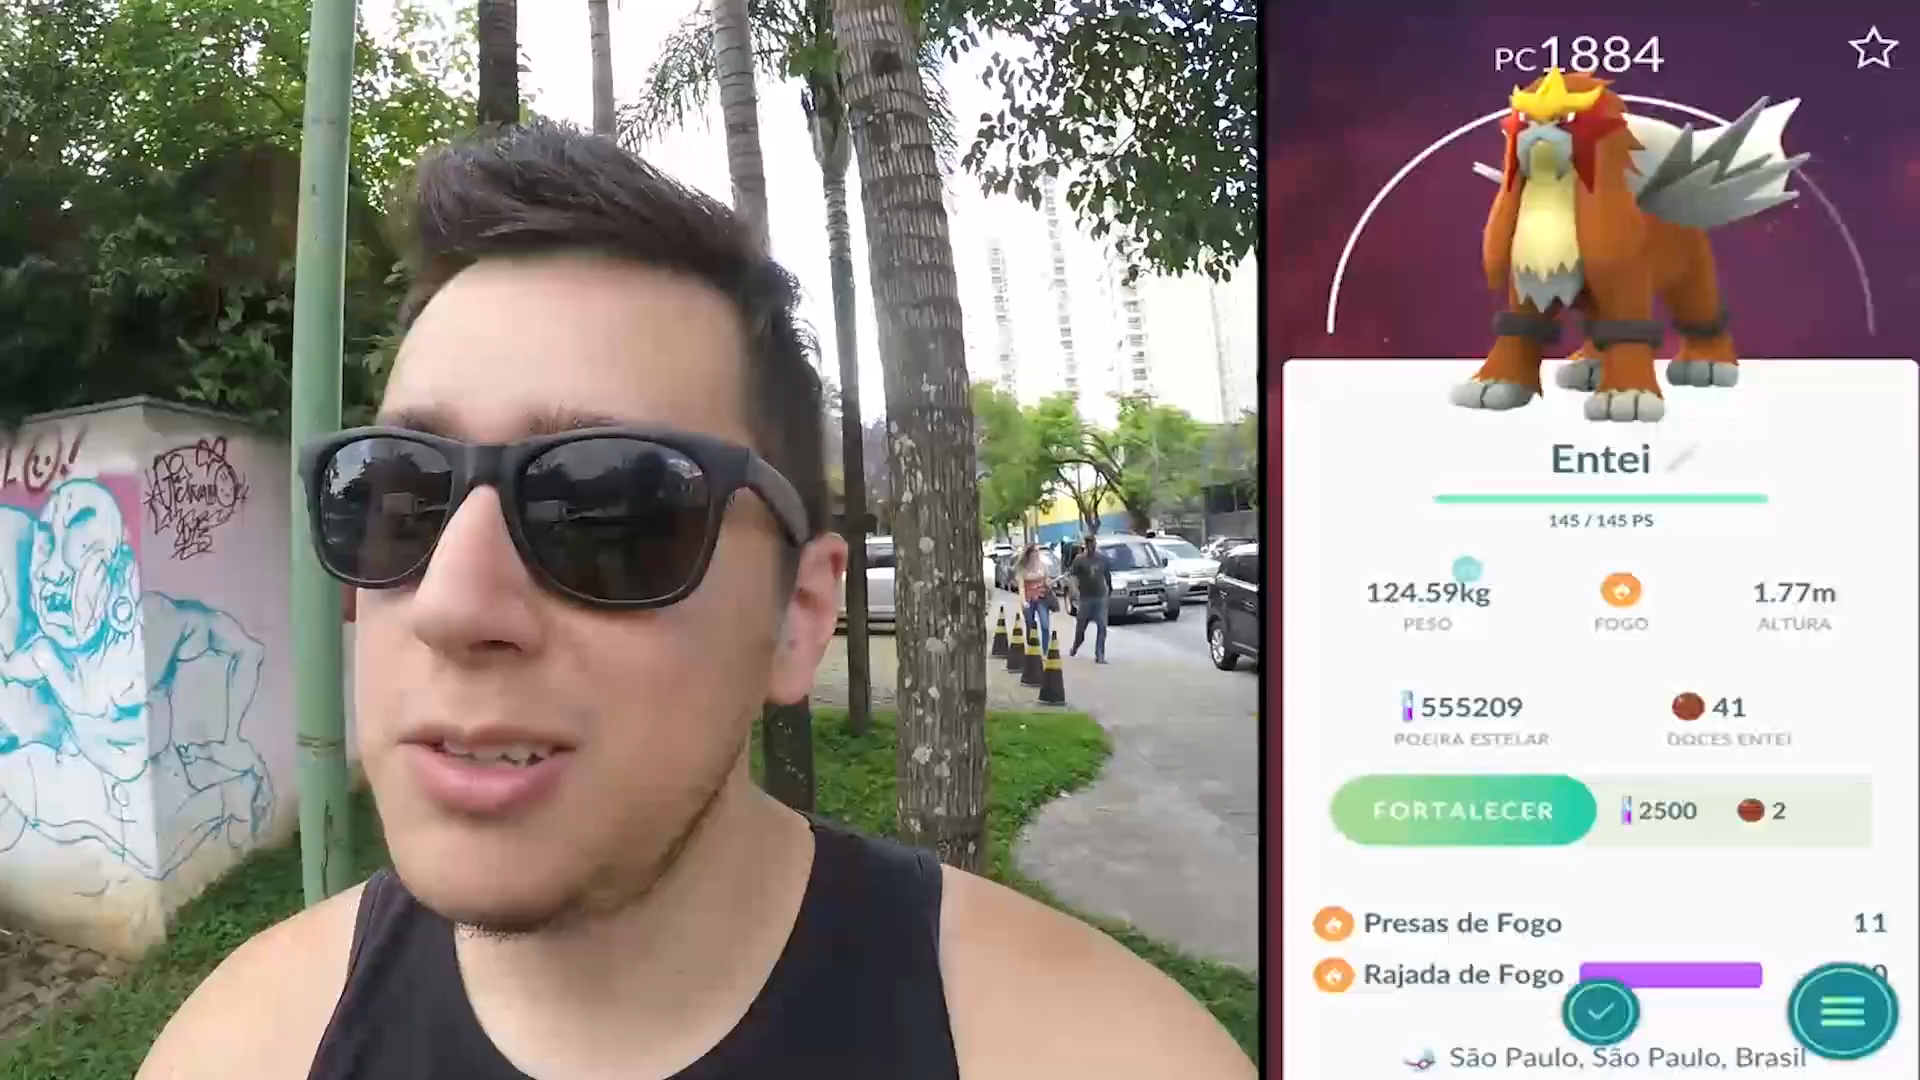 PC1884
Entei
145 / 145 PS
124.59kg
PESO
FOGO
1.77m
ALTURA
555209
POEIRA ESTELAR
41
DOCES ENTEI
FORTALECER
2500
2
Presas de Fogo
11
Rajada de Fogo
São Paulo, São Paulo, Brasil